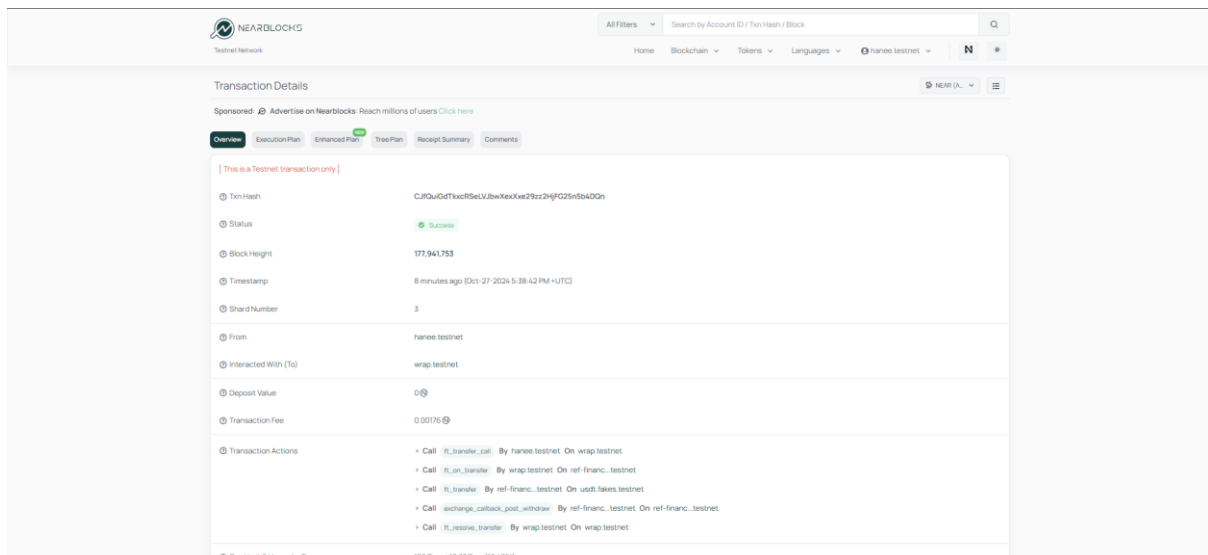 NEARBLOCKS
All Filters
Search by Account ID / Txn Hash / Block
Testnet Network
Home Blockchain Tokens Languages hanee.testnet
Transaction Details
NEAR (A...
Sponsored: Advertise on Nearblocks: Reach millions of users Click here
Overview Execution Plan Enhanced Plan NEW Tree Plan Receipt Summary Comments
[ This is a Testnet transaction only ]
Txn Hash CJfQuiGdTkxcRSeLVJbwXexXxe29zz2HjFG25n5b4DQn
Status Success
Block Height 177,941,753
Timestamp 8 minutes ago (Oct-27-2024 5:38:42 PM +UTC)
Shard Number 3
From hanee.testnet
Interacted With (To) wrap.testnet
Deposit Value 0
Transaction Fee 0.00176
Transaction Actions
Call ft_transfer_call By hanee.testnet On wrap.testnet
Call ft_on_transfer By wrap.testnet On ref-financ...testnet
Call ft_transfer By ref-financ...testnet On usdt.fakes.testnet
Call exchange_callback_post_withdraw By ref-financ...testnet On ref-financ...testnet
Call ft_resolve_transfer By wrap.testnet On wrap.testnet